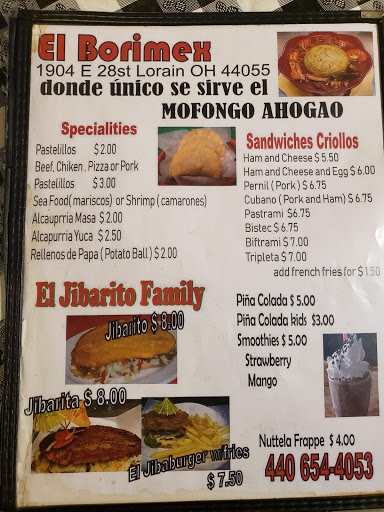 El Borimex
1904 E 28st Lorain OH 44055
donde único se sirve el
MOFONGO AHOGAO
Specialities
Pastelillos $ 2.00
Beef, Chiken , Pizza or Pork
Pastelillos $ 3.00
Sea Food( mariscos) or Shrimp ( camarones)
Alcauprria Masa $ 2.00
Alcapurria Yuca $ 2.50
Rellenos de Papa ( Potato Ball ) $ 2.00
Sandwiches Criollos
Ham and Cheese $ 5.50
Ham and Cheese and Egg $ 6.00
Pernil ( Pork ) $ 6.75
Cubano ( Pork and Ham) $ 6.75
Pastrami $6.75
Bistec $ 6.75
Biftrami $ 7.00
Tripleta $ 7.00
add french fries for $ 1.50
El Jibarito Family
Jibarito $ 8.00
Jibarita $ 8.00
El Jibaburger w/fries
$ 7.50
Piña Colada $ 5.00
Piña Colada kids $3.00
Smoothies $ 5.00
Strawberry
Mango
Nuttela Frappe $ 4.00
440 654-4053